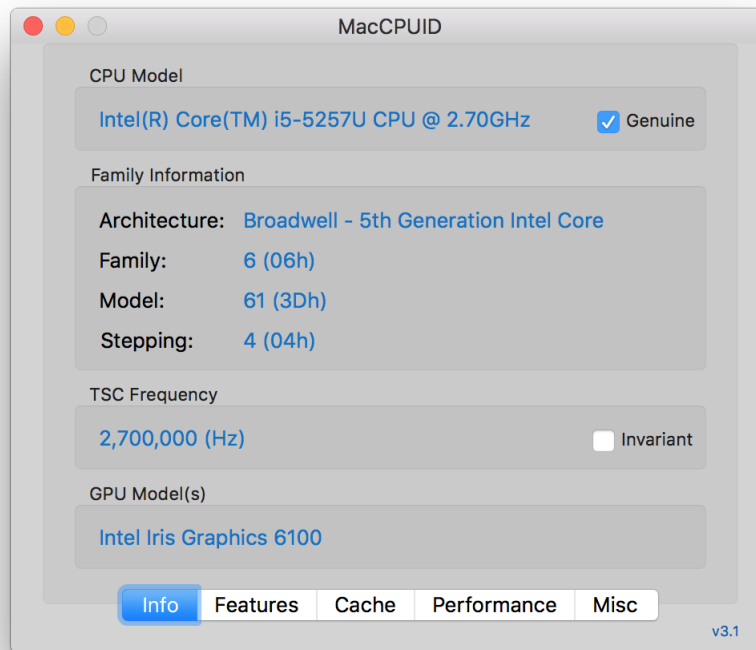 MacCPUID
CPU Model
Intel(R) Core(TM) i5-5257U CPU @ 2.70GHz Genuine
Family Information
Architecture: Broadwell - 5th Generation Intel Core
Family: 6 (06h)
Model: 61 (3Dh)
Stepping: 4 (04h)
TSC Frequency
2,700,000 (Hz) Invariant
GPU Model(s)
Intel Iris Graphics 6100
Info Features Cache Performance Misc
v3.1